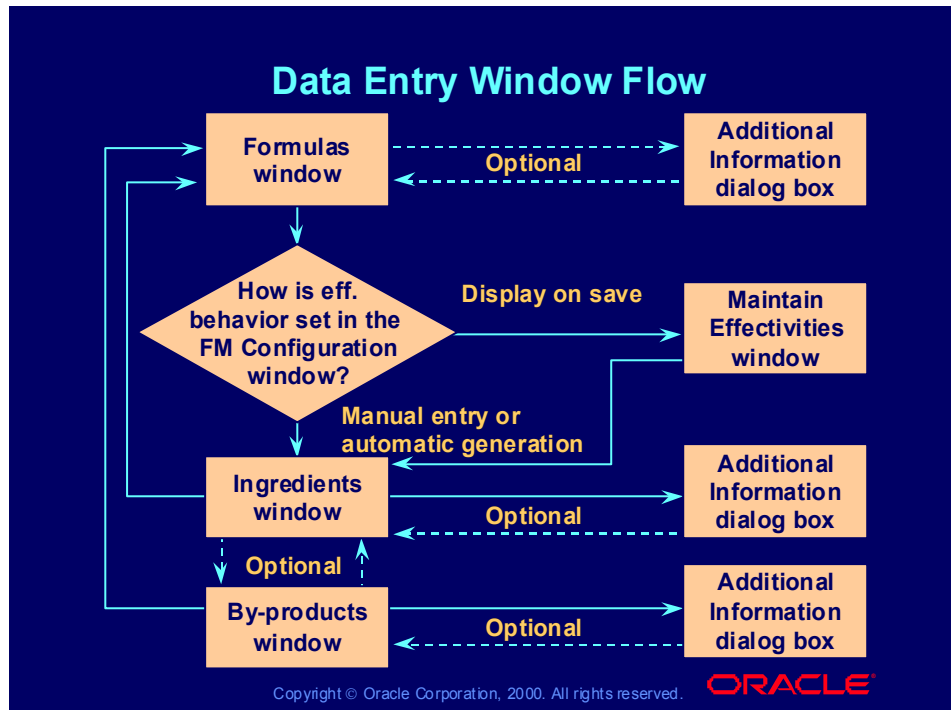 Data Entry Window Flow
Formulas
window
Optional
Additional
Information
dialog box
How is eff.
behavior set in the
FM Configuration
window?
Display on save
Maintain
Effectivities
window
Manual entry or
automatic generation
Ingredients
window
Optional
Additional
Information
dialog box
Optional
By-products
window
Optional
Additional
Information
dialog box
Copyright © Oracle Corporation, 2000. All rights reserved.
ORACLE®